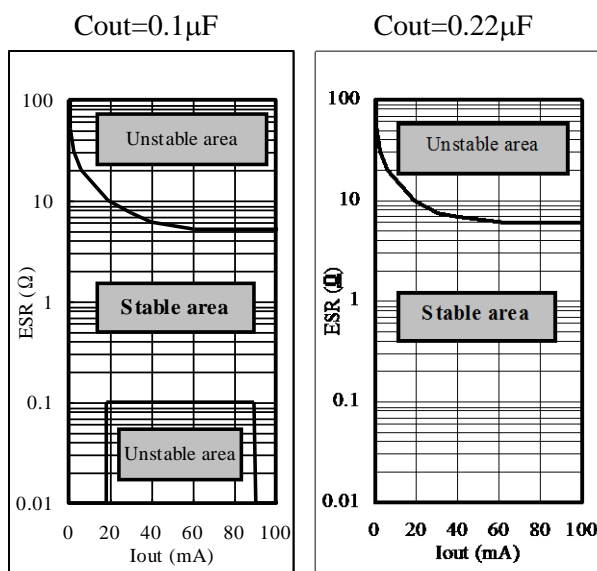 Cout=0.1μF
100
10
1
0.1
0.01
ESR (Ω)
Unstable area
Stable area
Unstable area
0 20 40 60 80 100
Iout (mA)
Cout=0.22μF
100
10
1
0.1
0.01
ESR (Ω)
Unstable area
Stable area
0 20 40 60 80 100
Iout (mA)